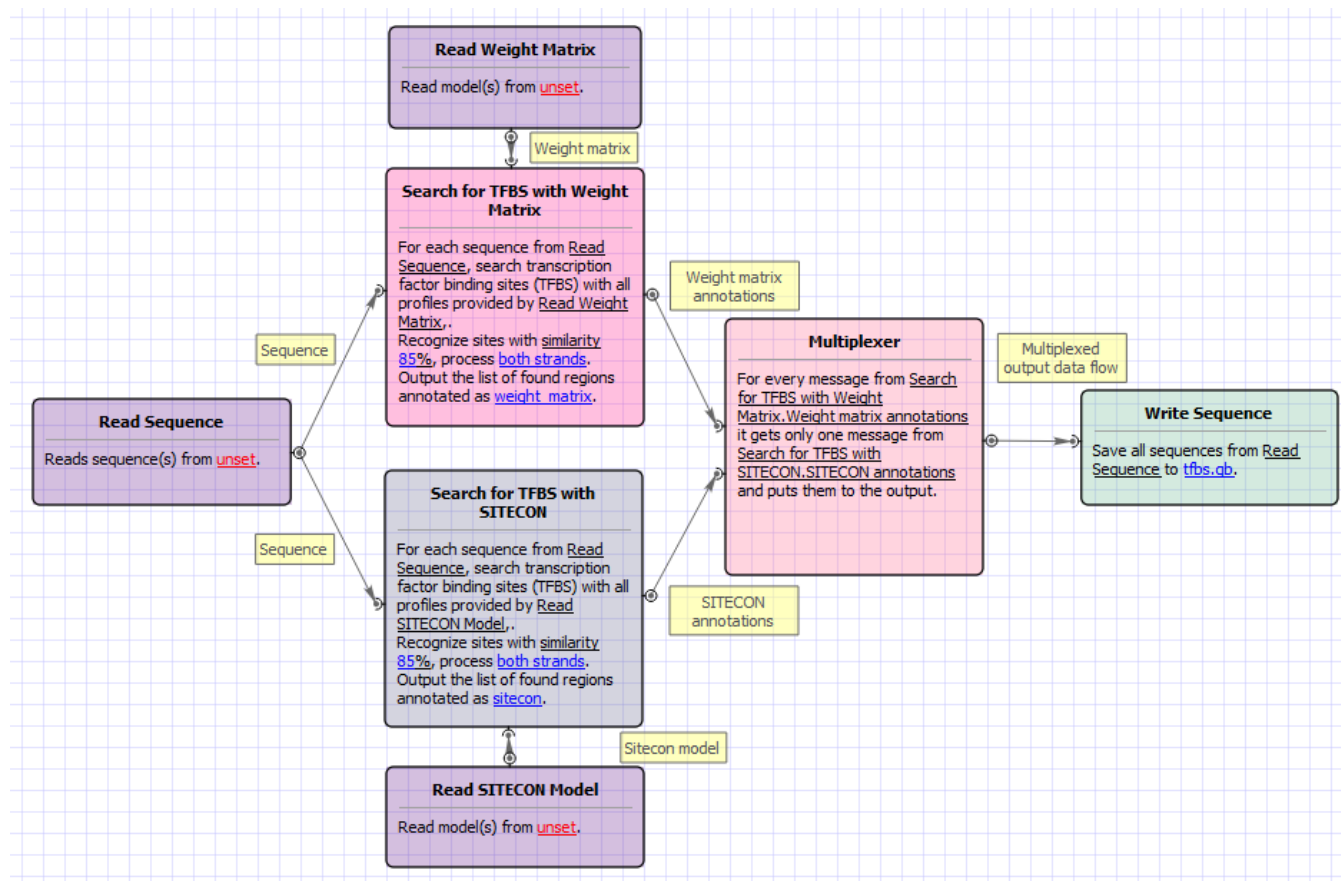 Read Weight Matrix
Read model(s) from unset.
Weight matrix
Search for TFBS with Weight
Matrix
For each sequence from Read
Sequence, search transcription
factor binding sites (TFBS) with all
profiles provided by Read Weight
Matrix,.
Recognize sites with similarity
85%, process both strands.
Output the list of found regions
annotated as weight_matrix.
Weight matrix
annotations
Sequence
Read Sequence
Reads sequence(s) from unset.
Sequence
Search for TFBS with
SITECON
For each sequence from Read
Sequence, search transcription
factor binding sites (TFBS) with all
profiles provided by Read
SITECON Model,.
Recognize sites with similarity
85%, process both strands.
Output the list of found regions
annotated as sitecon.
SITECON
annotations
Multiplexer
For every message from Search
for TFBS with Weight
Matrix.Weight matrix annotations
it gets only one message from
Search for TFBS with
SITECON.SITECON annotations
and puts them to the output.
Multiplexed
output data flow
Write Sequence
Save all sequences from Read
Sequence to tfbs.gb.
Sitecon model
Read SITECON Model
Read model(s) from unset.